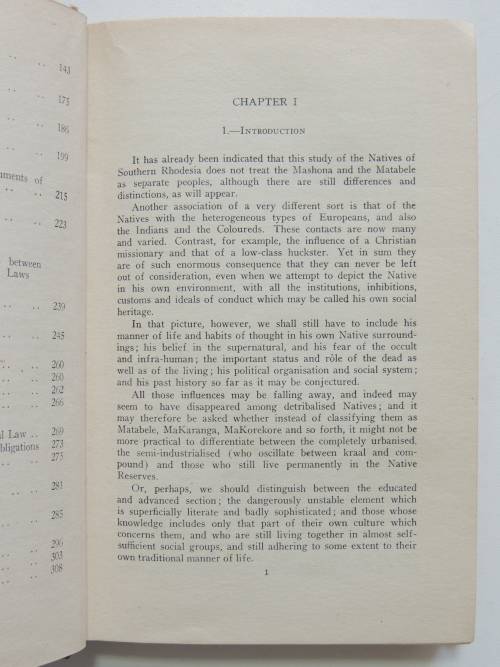 143
175
186
199
uments of
215
223
between
Laws
239
245
260
260
262
266
l Law .. 269
bligations 273
275
281
285
296
303
308
CHAPTER I
1.—Introduction
It has already been indicated that this study of the Natives of
Southern Rhodesia does not treat the Mashona and the Matabele
as separate peoples, although there are still differences and
distinctions, as will appear.
Another association of a very different sort is that of the
Natives with the heterogeneous types of Europeans, and also
the Indians and the Coloureds. These contacts are now many
and varied. Contrast, for example, the influence of a Christian
missionary and that of a low-class huckster. Yet in sum they
are of such enormous consequence that they can never be left
out of consideration, even when we attempt to depict the Native
in his own environment, with all the institutions, inhibitions,
customs and ideals of conduct which may be called his own social
heritage.
In that picture, however, we shall still have to include his
manner of life and habits of thought in his own Native surround-
ings; his belief in the supernatural, and his fear of the occult
and infra-human; the important status and rôle of the dead as
well as of the living; his political organisation and social system;
and his past history so far as it may be conjectured.
All those influences may be falling away, and indeed may
seem to have disappeared among detribalised Natives; and it
may therefore be asked whether instead of classifying them as
Matabele, MaKaranga, MaKorekore and so forth, it might not be
more practical to differentiate between the completely urbanised,
the semi-industrialised (who oscillate between kraal and com-
pound) and those who still live permanently in the Native
Reserves.
Or, perhaps, we should distinguish between the educated
and advanced section; the dangerously unstable element which
is superficially literate and badly sophisticated; and those whose
knowledge includes only that part of their own culture which
concerns them, and who are still living together in almost self-
sufficient social groups, and still adhering to some extent to their
own traditional manner of life.
1